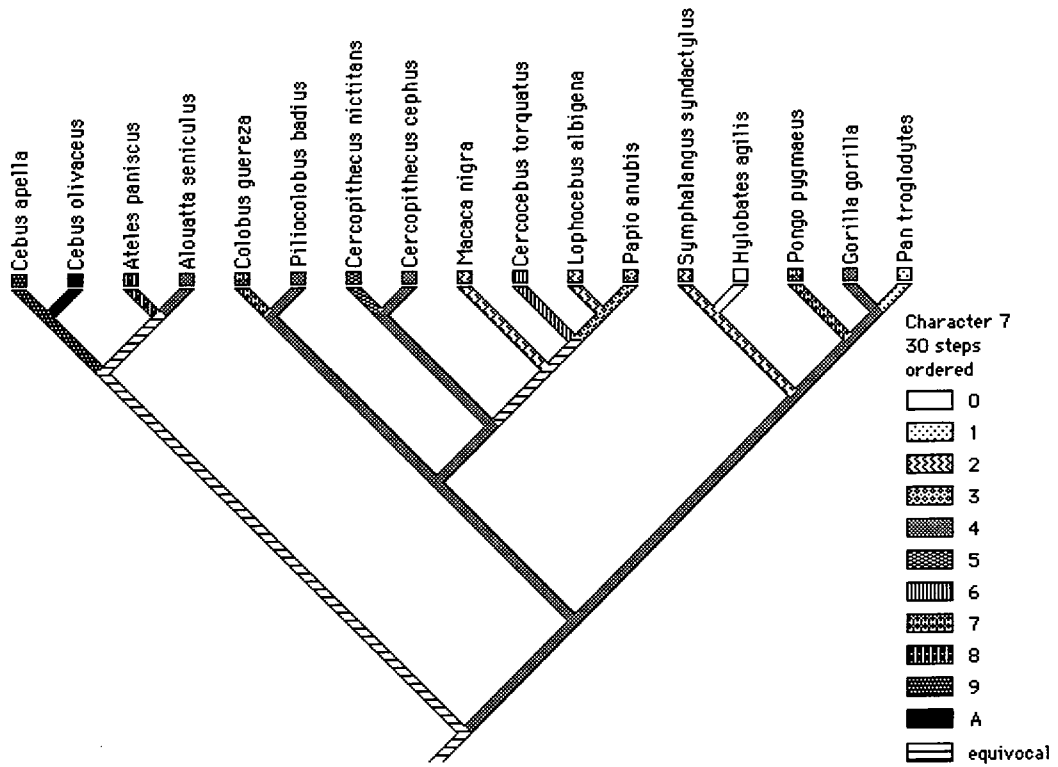 Cebus apella
Cebus olivaceus
Ateles paniscus
Alouatta seniculus
Colobus guereza
Piliocolobus badius
Cercopithecus nictitans
Cercopithecus cephus
Macaca nigra
Cercocebus torquatus
Lophocebus albigena
Papio anubis
Symphalangus syndactylus
Hylobates agilis
Pongo pygmaeus
Gorilla gorilla
Pan troglodytes
Character 7
30 steps
ordered
0
1
2
3
4
5
6
7
8
9
A
equivocal